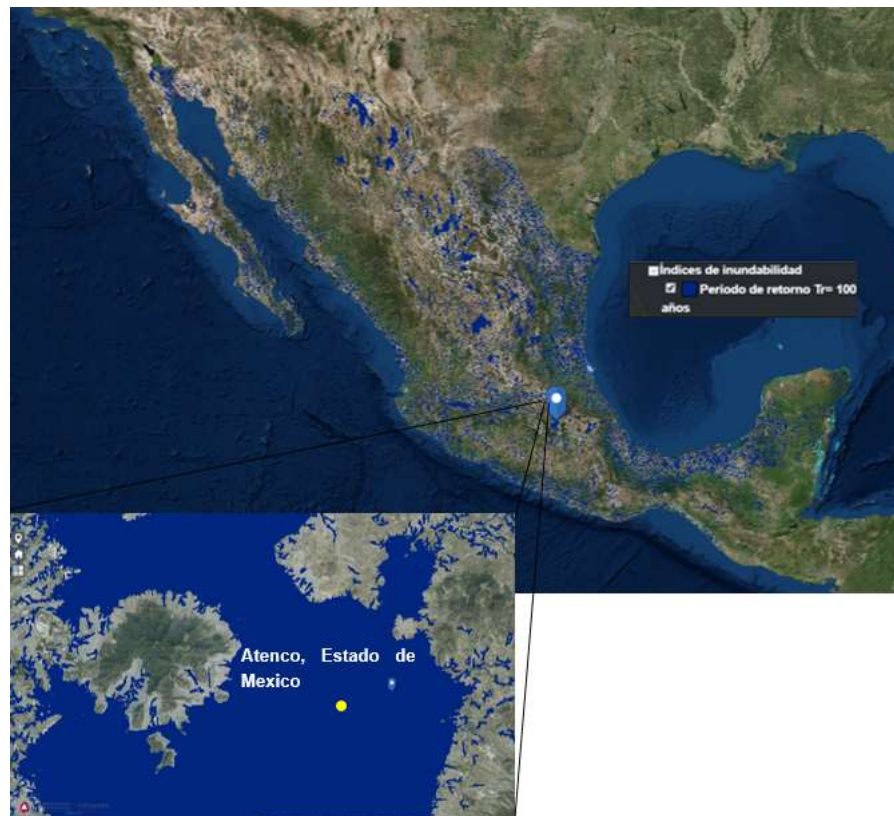 Índices de inundabilidad
Periodo de retorno Tr= 100
años
Atenco, Estado de
Mexico